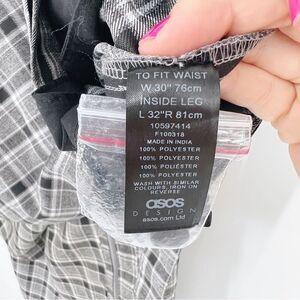 TO FIT WAIST
W 30" 76cm
INSIDE LEG
L 32"R 81cm
10597414
F100318
MADE IN INDIA
100% POLYESTER
100% POLYESTER
100% POLIÉSTER
100% POLYESTER
WASH WITH SIMILAR
COLOURS, IRON ON
REVERSE
asos
DESIGN
asos.com Ltd